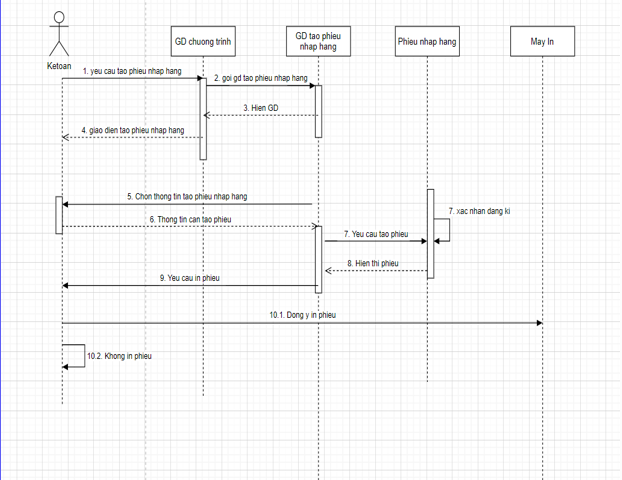 GD chuong trình
GD tao phieu
nhap hang
Phieu nhap hang
May In
Ketoan
1. yeu cau tao phieu nhap hang
2. goi gd tao phieu nhap hang
3. Hien GD
4. giao dien tao phieu nhap hang
5. Chon thong tin tao phieu nhap hang
6. Thong tin can tao phieu
7. xac nhan dang ki
7. Yeu cau tao phieu
8. Hien thi phieu
9. Yeu cau in phieu
10.1. Dong y in phieu
10.2. Khong in phieu